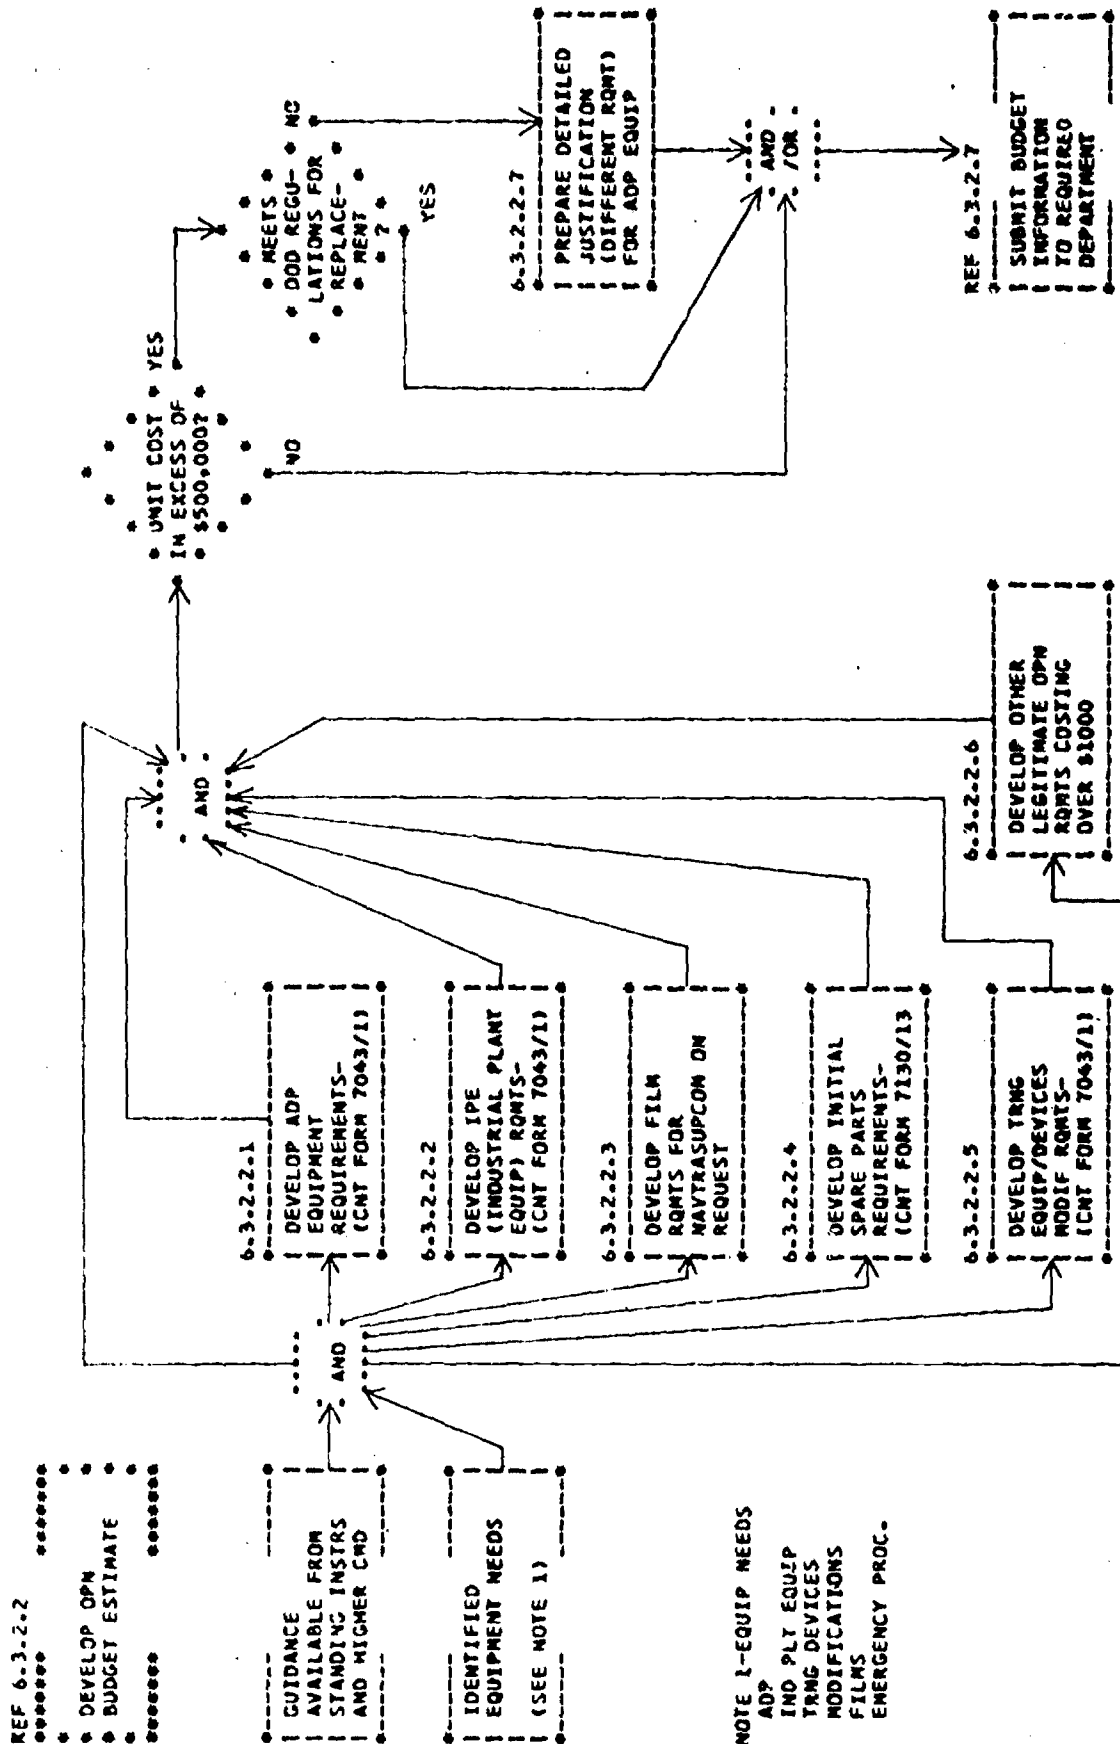 REF 6.3.2.2
DEVELOP OPN
BUDGET ESTIMATE
GUIDANCE
AVAILABLE FROM
STANDING INSTRS
AND HIGHER CMD
IDENTIFIED
EQUIPMENT NEEDS
(SEE NOTE 1)
NOTE 1-EQUIP NEEDS
ADP
IND PLT EQUIP
TRNG DEVICES
MODIFICATIONS
FILMS
EMERGENCY PROC.
AND
6.3.2.2.1
DEVELOP ADP
EQUIPMENT
REQUIREMENTS-
(CNT FORM 7043/1)
6.3.2.2.2
DEVELOP IPE
(INDUSTRIAL PLANT
EQUIP) RQMTS-
(CNT FORM 7043/1)
6.3.2.2.3
DEVELOP FILM
RQMTS FOR
NAVTRASUPCOM ON
REQUEST
6.3.2.2.4
DEVELOP INITIAL
SPARE PARTS
REQUIREMENTS-
(CNT FORM 7130/13
6.3.2.2.5
DEVELOP TRNG
EQUIP/DEVICES
MODIF RQMTS-
(CNT FORM 7043/1)
AND
6.3.2.2.6
DEVELOP OTHER
LEGITIMATE OPN
RQMTS COSTING
OVER $1000
UNIT COST
IN EXCESS OF
$500,000?
YES
NO
MEETS
DOD REGU-
LATIONS FOR
REPLACE-
MENT
?
NO
YES
6.3.2.2.7
PREPARE DETAILED
JUSTIFICATION
(DIFFERENT RQMT)
FOR ADP EQUIP
AND
/OR
REF 6.3.2.7
SUBMIT BUDGET
INFORMATION
TO REQUIRED
DEPARTMENT